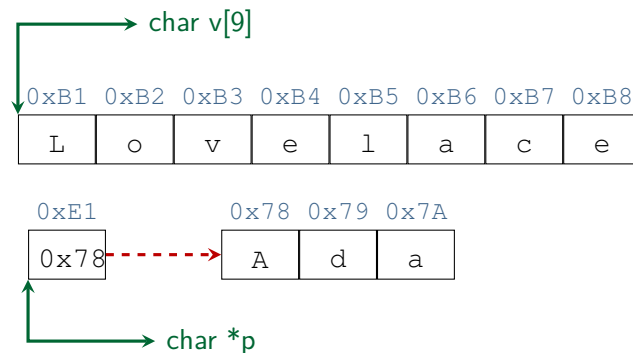 char v[9]
0xB1 0xB2 0xB3 0xB4 0xB5 0xB6 0xB7 0xB8
L o v e l a c e
0xE1 0x78 0x79 0x7A
0x78 A d a
char *p